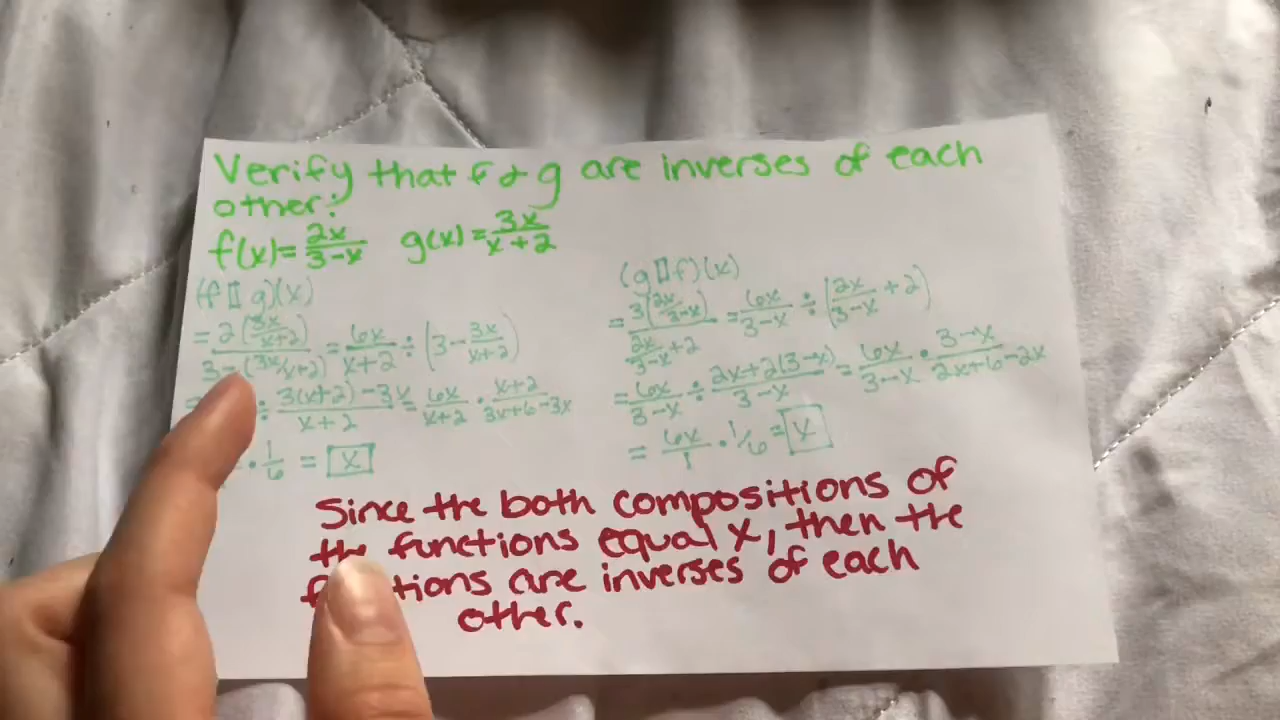 Verify that f & g are inverses of each
other:
f(x)=2x/3-x g(x)=3x/x+2
(f▯g)(x)
=2(3x/x+2)/3-(3x/x+2)=6x/x+2÷(3-3x/x+2)
=÷3(x+2)-3x/x+2=6x/x+2·x+2/3x+6-3x
·1/6=x
(g▯f)(x)
=3(2x/3-x)/2x/3-x+2=6x/3-x÷(2x/3-x+2)
=6x/3-x÷2x+2(3-x)/3-x=6x/3-x·3-x/2x+6-2x
=6x/1·1/6=x
Since the both compositions of
the functions equal x, then the
functions are inverses of each
other.